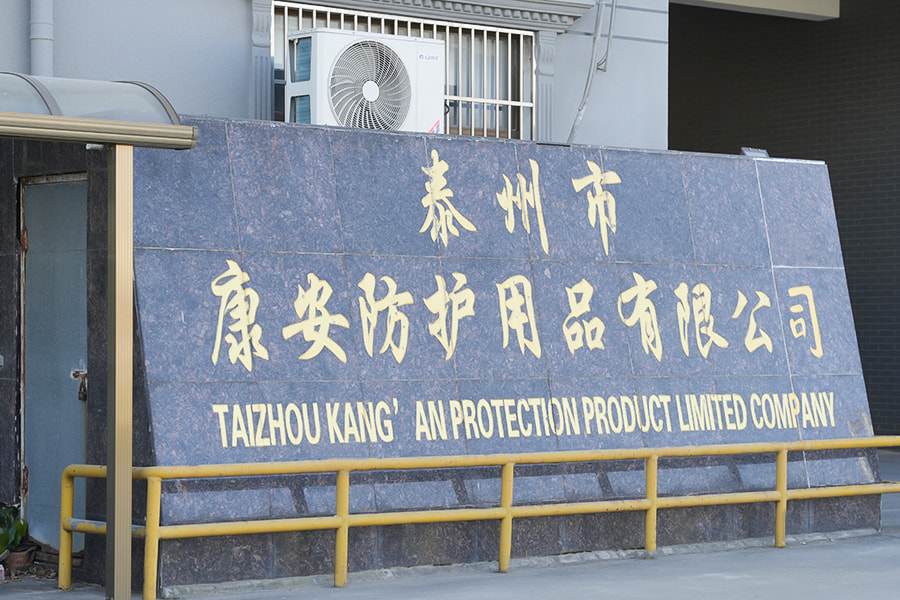 泰州市
康安防护用品有限公司
TAIZHOU KANG' AN PROTECTION PRODUCT LIMITED COMPANY